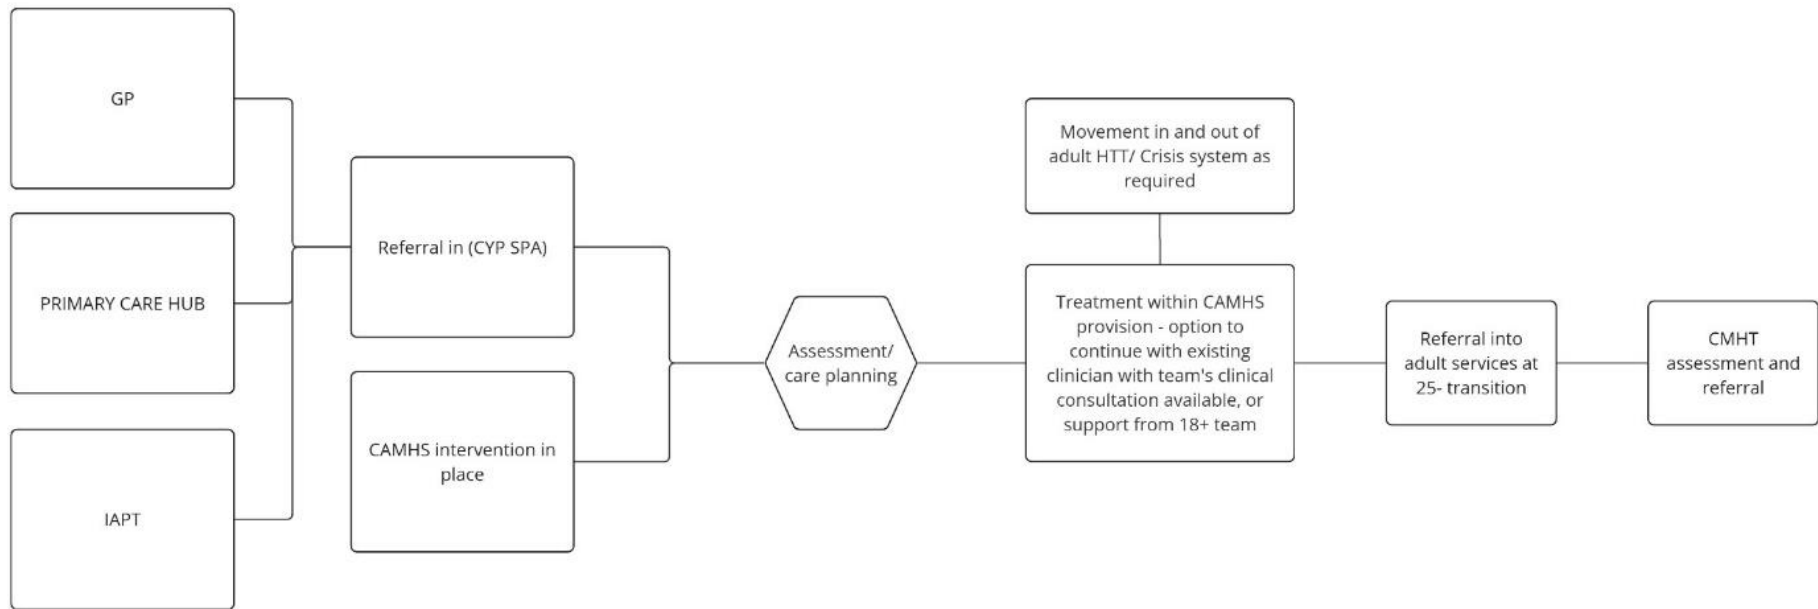 GP
PRIMARY CARE HUB
IAPT
Referral in (CYP SPA)
CAMHS intervention in
place
Assessment/
care planning
Movement in and out of
adult HTT/ Crisis system as
required
Treatment within CAMHS
provision - option to
continue with existing
clinician with team's clinical
consultation available, or
support from 18+ team
Referral into
adult services at
25- transition
CMHT
assessment and
referral